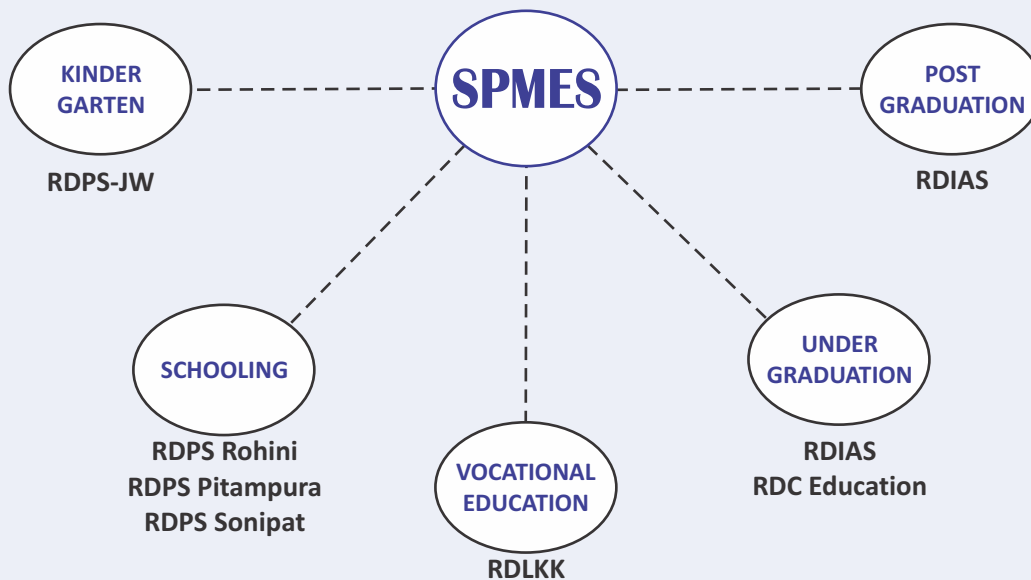 KINDER
GARTEN
RDPS-JW
SPMES
POST
GRADUATION
RDIAS
SCHOOLING
RDPS Rohini
RDPS Pitampura
RDPS Sonipat
VOCATIONAL
EDUCATION
RDLKK
UNDER
GRADUATION
RDIAS
RDC Education